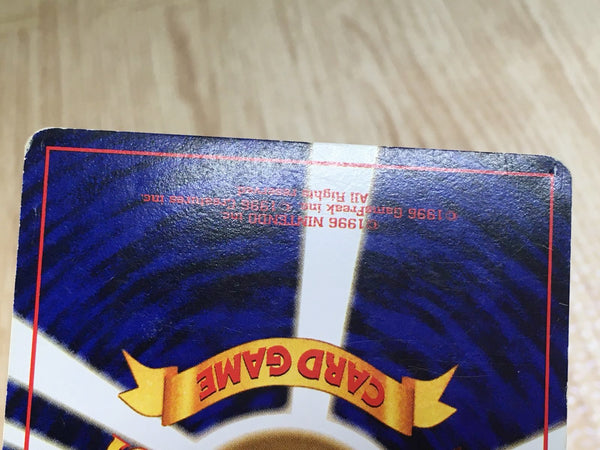 CARD GAME
©1996 NINTENDO inc.
©1996 GameFreak inc. © 1996 Creatures inc.
All Rights reserved